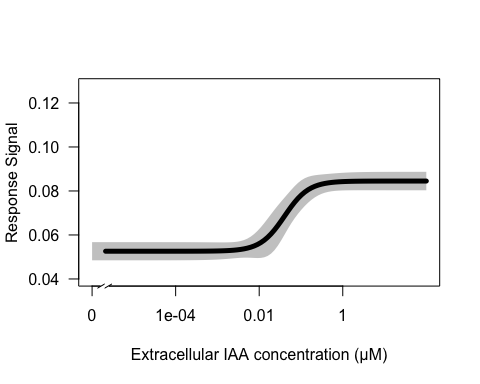 0.12
0.10
0.08
0.06
0.04
Response Signal
0 1e-04 0.01 1
Extracellular IAA concentration (μM)